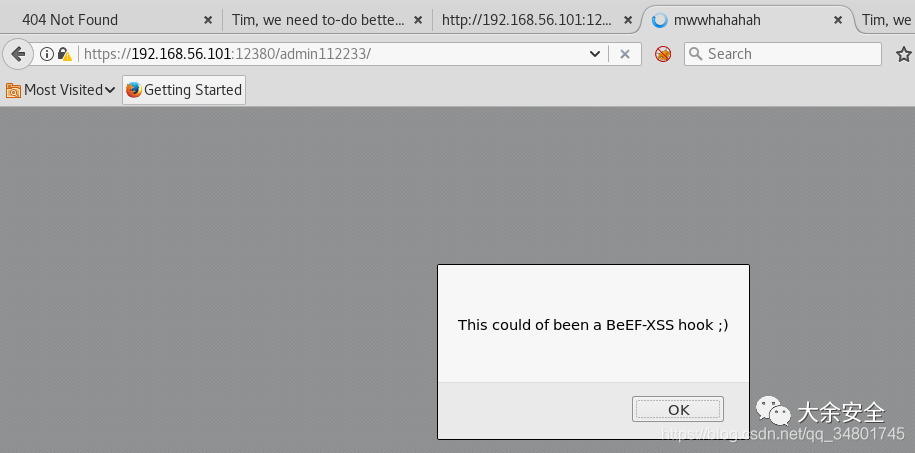 404 Not Found
Tim, we need to-do bette...
http://192.168.56.101:12...
mwwhahahah
Tim, we
https://192.168.56.101:12380/admin112233/
Search
Most Visited
Getting Started
This could of been a BeEF-XSS hook ;)
OK
大余安全
https://blog.csdn.net/qq_34801745